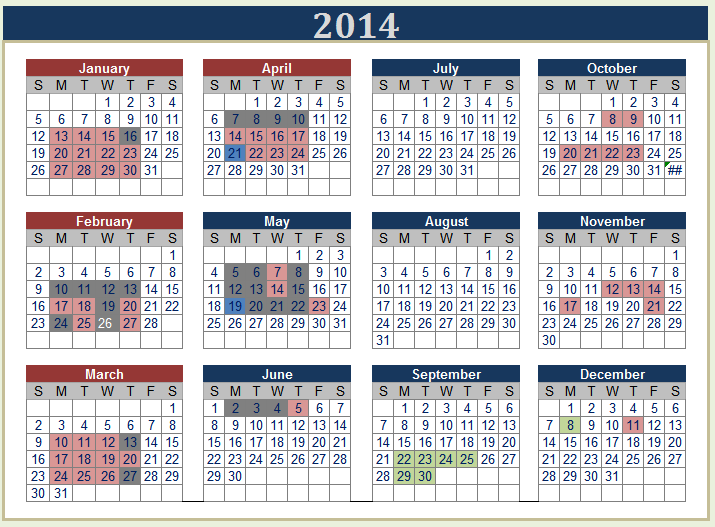 2014
January
S M T W T F S
1 2 3 4
5 6 7 8 9 10 11
12 13 14 15 16 17 18
19 20 21 22 23 24 25
26 27 28 29 30 31
April
S M T W T F S
1 2 3 4 5
6 7 8 9 10 11 12
13 14 15 16 17 18 19
20 21 22 23 24 25 26
27 28 29 30 31
July
S M T W T F S
1 2 3 4 5
6 7 8 9 10 11 12
13 14 15 16 17 18 19
20 21 22 23 24 25 26
27 28 29 30 31
October
S M T W T F S
1 2 3 4
5 6 7 8 9 10 11
12 13 14 15 16 17 18
19 20 21 22 23 24 25
26 27 28 29 30 31 ##
February
S M T W T F S
1
2 3 4 5 6 7 8
9 10 11 12 13 14 15
16 17 18 19 20 21 22
23 24 25 26 27 28
May
S M T W T F S
1 2 3
4 5 6 7 8 9 10
11 12 13 14 15 16 17
18 19 20 21 22 23 24
25 26 27 28 29 30 31
August
S M T W T F S
1 2
3 4 5 6 7 8 9
10 11 12 13 14 15 16
17 18 19 20 21 22 23
24 25 26 27 28 29 30
31
November
S M T W T F S
1
2 3 4 5 6 7 8
9 10 11 12 13 14 15
16 17 18 19 20 21 22
23 24 25 26 27 28 29
30
March
S M T W T F S
1
2 3 4 5 6 7 8
9 10 11 12 13 14 15
16 17 18 19 20 21 22
23 24 25 26 27 28 29
30 31
June
S M T W T F S
1 2 3 4 5 6 7
8 9 10 11 12 13 14
15 16 17 18 19 20 21
22 23 24 25 26 27 28
29 30
September
S M T W T F S
1 2 3 4 5 6
7 8 9 10 11 12 13
14 15 16 17 18 19 20
21 22 23 24 25 26 27
28 29 30
December
S M T W T F S
1 2 3 4 5 6
7 8 9 10 11 12 13
14 15 16 17 18 19 20
21 22 23 24 25 26 27
28 29 30 31